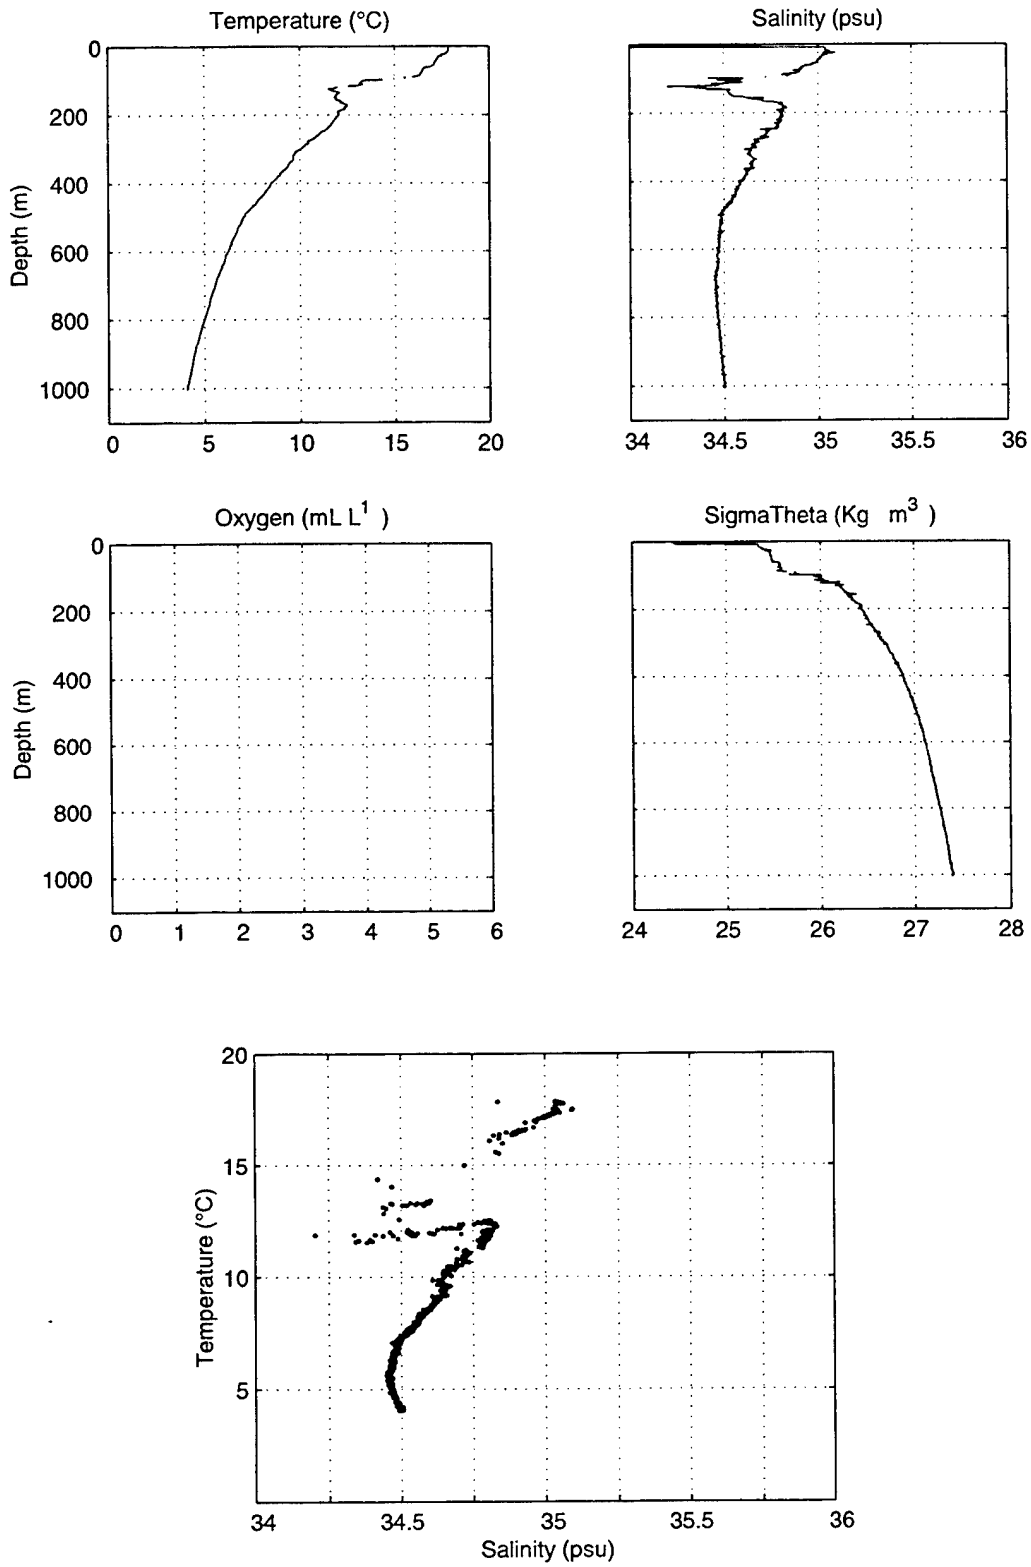 Temperature (°C)
0
200
400
600
800
1000
Depth (m)
0 5 10 15 20
Salinity (psu)
34 34.5 35 35.5 36
Oxygen (mL L1 )
0
200
400
600
800
1000
Depth (m)
0 1 2 3 4 5 6
SigmaTheta (Kg m3 )
24 25 26 27 28
20
15
10
5
Temperature (°C)
34 34.5 35 35.5 36
Salinity (psu)